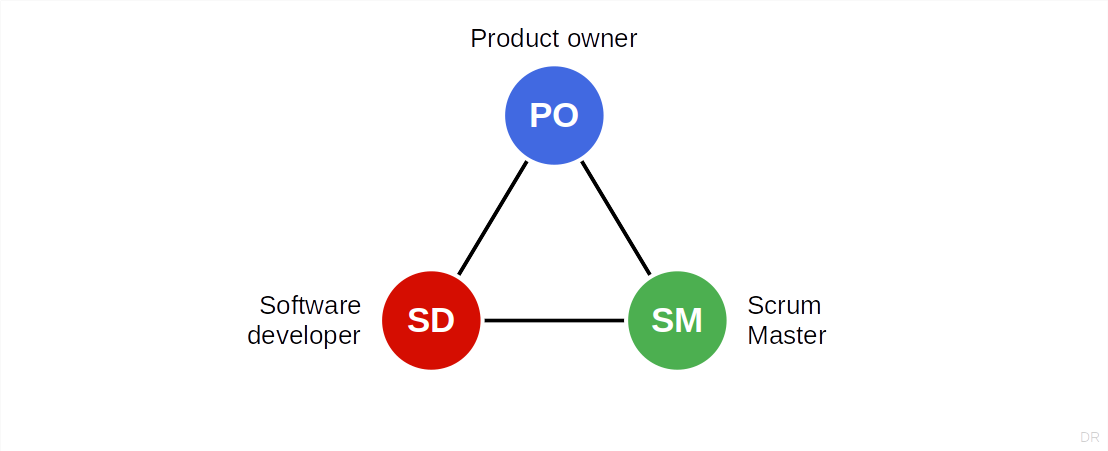 Product owner
PO
Software
developer
SD
SM
Scrum
Master
DR